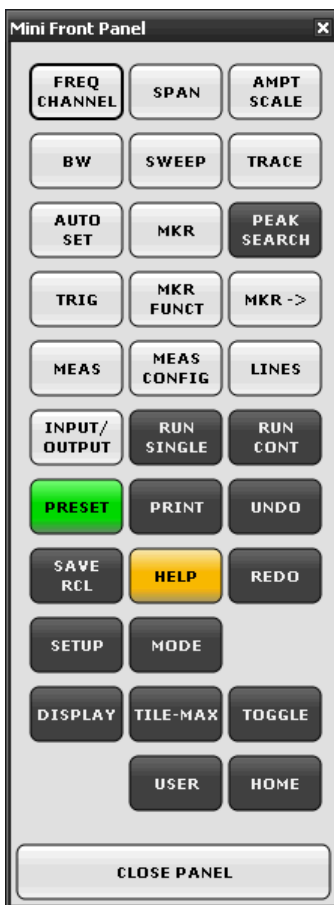 Mini Front Panel
FREQ CHANNEL
SPAN
AMPT SCALE
BW
SWEEP
TRACE
AUTO SET
MKR
PEAK SEARCH
TRIG
MKR FUNCT
MKR ->
MEAS
MEAS CONFIG
LINES
INPUT/ OUTPUT
RUN SINGLE
RUN CONT
PRESET
PRINT
UNDO
SAVE RCL
HELP
REDO
SETUP
MODE
DISPLAY
TILE-MAX
TOGGLE
USER
HOME
CLOSE PANEL